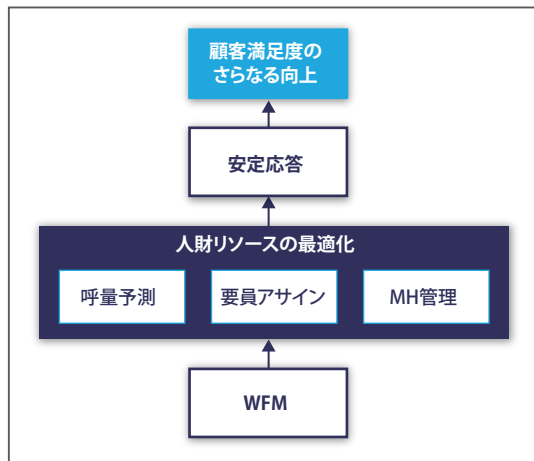 顧客満足度の
さらなる向上
安定応答
人財リソースの最適化
呼量予測
要員アサイン
MH管理
WFM